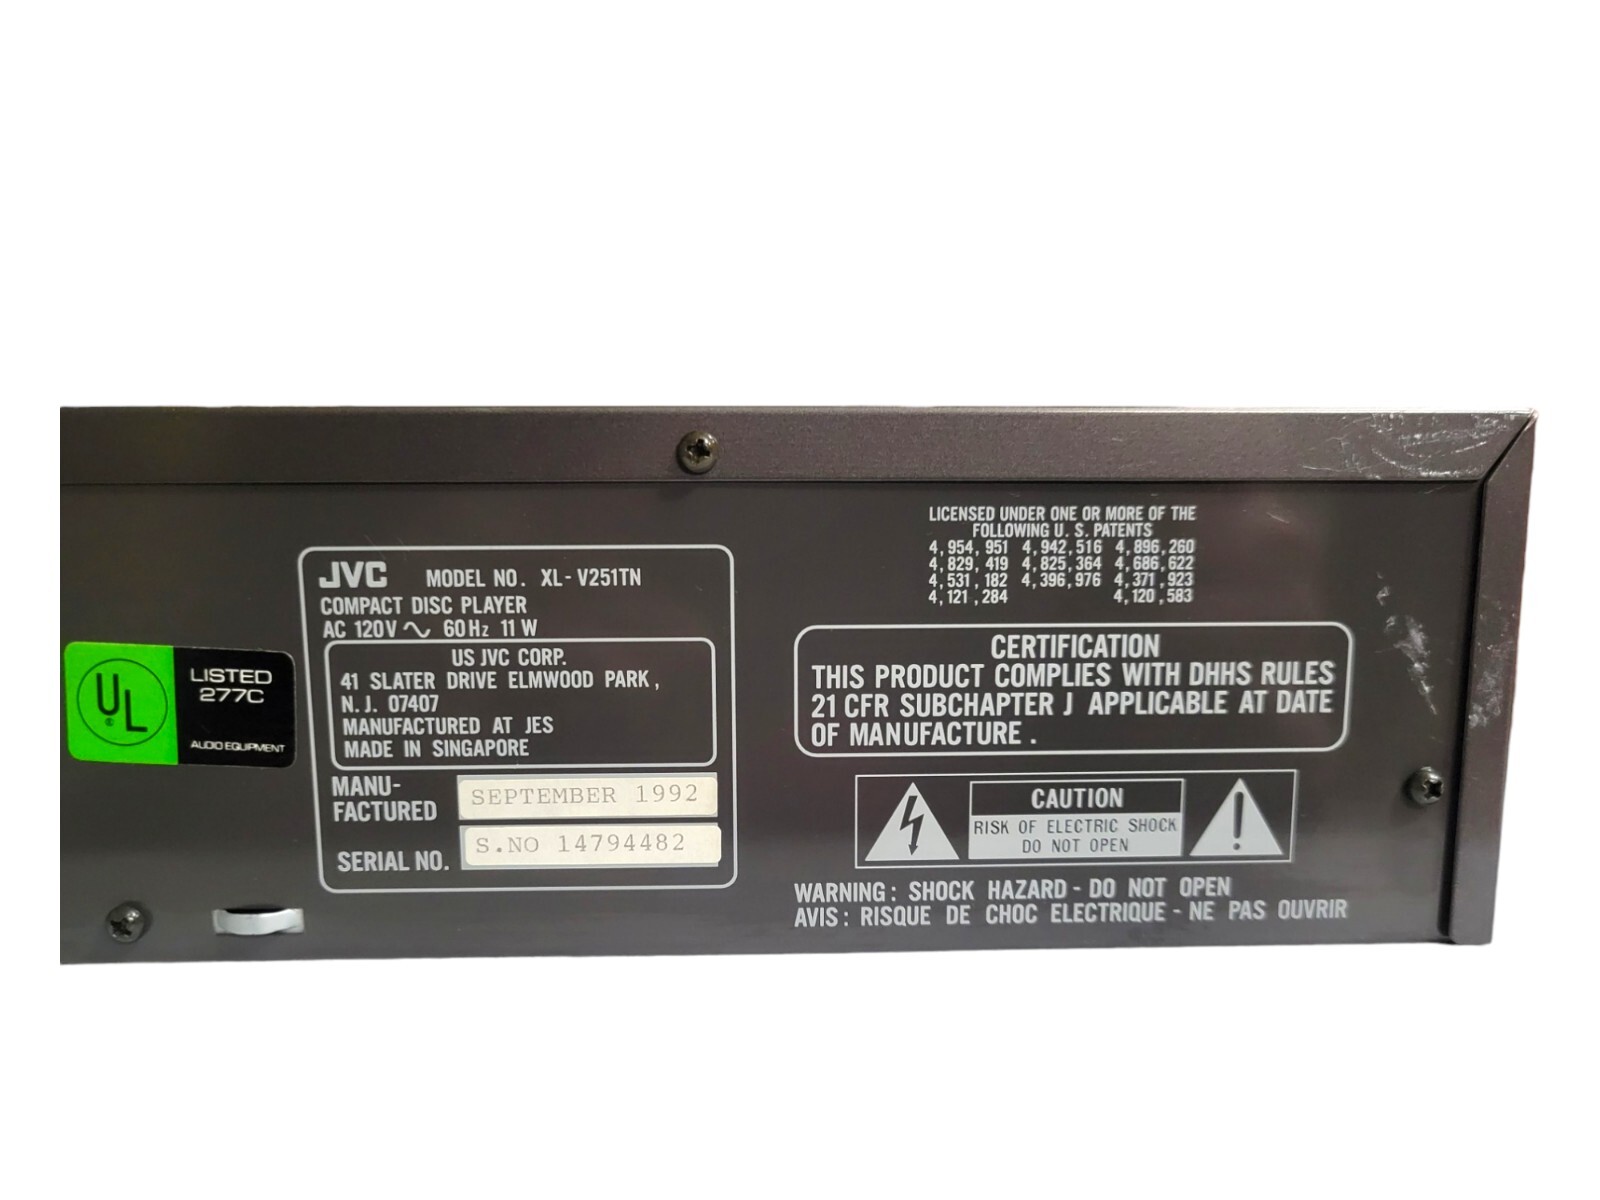 UL
®
LISTED
277C
AUDIO EQUIPMENT
JVC MODEL NO. XL-V251TN
COMPACT DISC PLAYER
AC 120V ∿ 60Hz 11W
US JVC CORP.
41 SLATER DRIVE ELMWOOD PARK,
N.J. 07407
MANUFACTURED AT JES
MADE IN SINGAPORE
MANU-
FACTURED
SEPTEMBER 1992
SERIAL NO.
S.NO 14794482
LICENSED UNDER ONE OR MORE OF THE
FOLLOWING U.S. PATENTS
4,954,951 4,942,516 4,896,260
4,829,419 4,825,364 4,686,622
4,531,182 4,396,976 4,371,923
4,121,284 4,120,583
CERTIFICATION
THIS PRODUCT COMPLIES WITH DHHS RULES
21 CFR SUBCHAPTER J APPLICABLE AT DATE
OF MANUFACTURE.
CAUTION
RISK OF ELECTRIC SHOCK
DO NOT OPEN
WARNING: SHOCK HAZARD - DO NOT OPEN
AVIS: RISQUE DE CHOC ELECTRIQUE - NE PAS OUVRIR